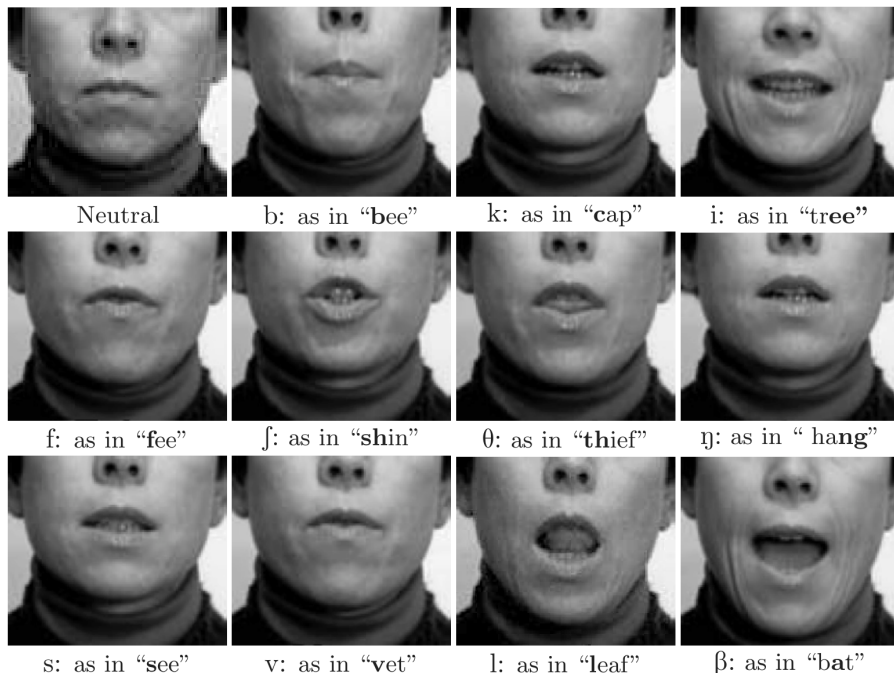 Neutral
b: as in “bee”
k: as in “cap”
i: as in “tree”
f: as in “fee”
ʃ: as in “shin”
θ: as in “thief”
ŋ: as in “ hang”
s: as in “see”
v: as in “vet”
l: as in “leaf”
β: as in “bat”